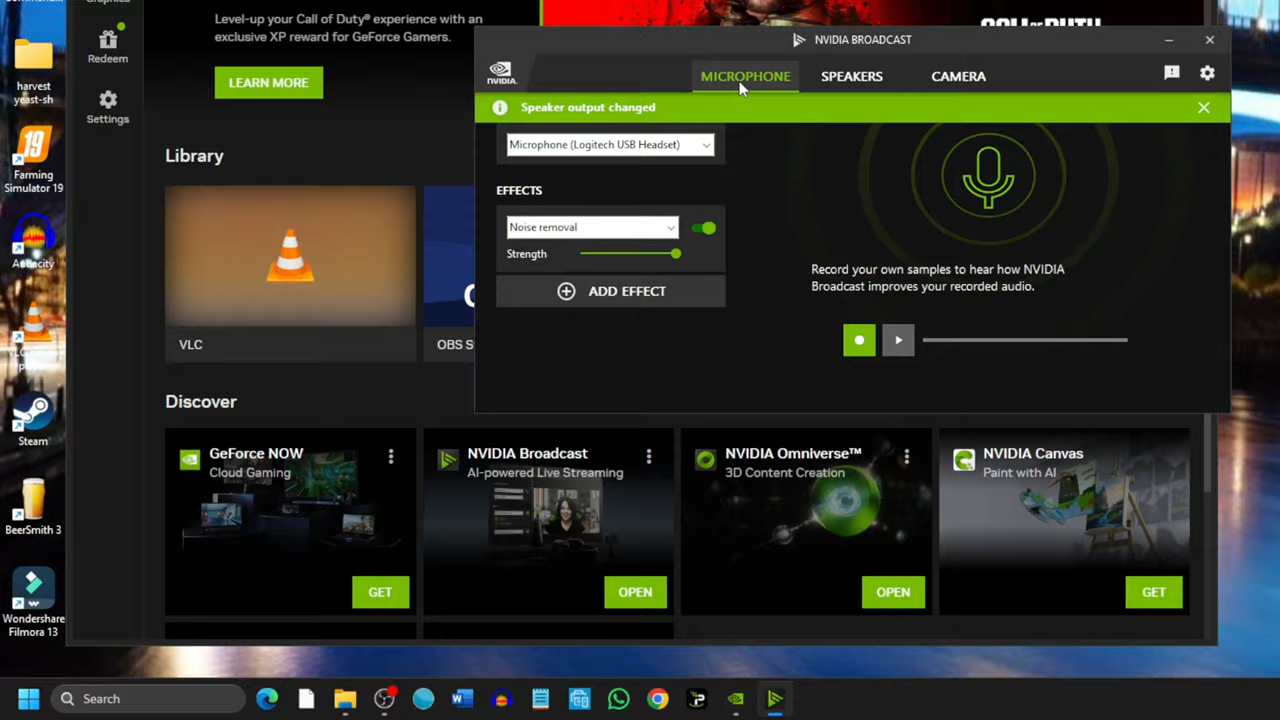 Redeem
Settings
Level-up your Call of Duty® experience with an
exclusive XP reward for GeForce Gamers.
LEARN MORE
Library
VLC
OBS S
Discover
GeForce NOW
Cloud Gaming
GET
NVIDIA Broadcast
AI-powered Live Streaming
OPEN
NVIDIA Omniverse™
3D Content Creation
OPEN
NVIDIA Canvas
Paint with AI
GET
NVIDIA BROADCAST
NVIDIA.
MICROPHONE
SPEAKERS
CAMERA
Speaker output changed
Microphone (Logitech USB Headset)
EFFECTS
Noise removal
Strength
ADD EFFECT
Record your own samples to hear how NVIDIA
Broadcast improves your recorded audio.
harvest
yeast-sh
Farming
Simulator 19
Audacity
Steam
BeerSmith 3
Wondershare
Filmora 13
Search